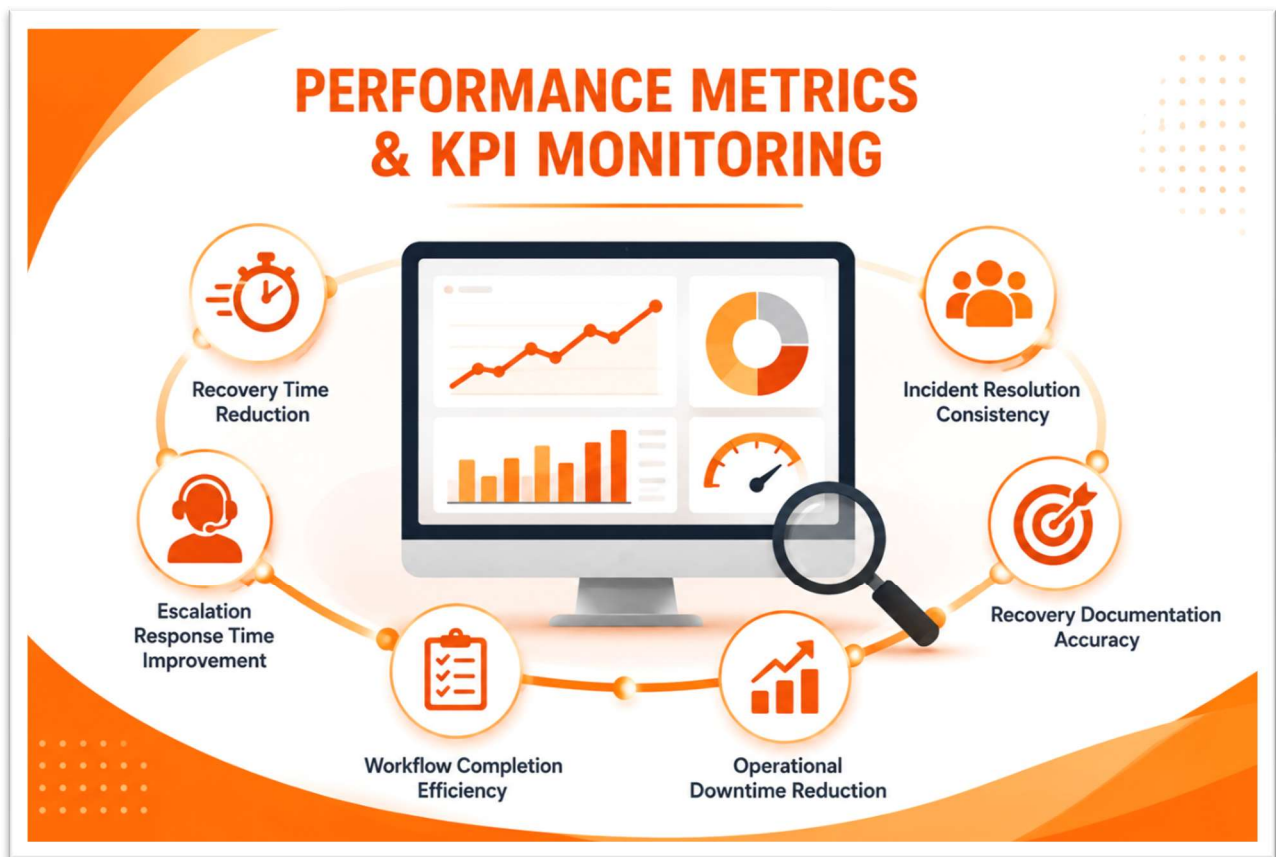 PERFORMANCE METRICS
& KPI MONITORING
Recovery Time
Reduction
Incident Resolution
Consistency
Escalation
Response Time
Improvement
Recovery Documentation
Accuracy
Workflow Completion
Efficiency
Operational
Downtime Reduction